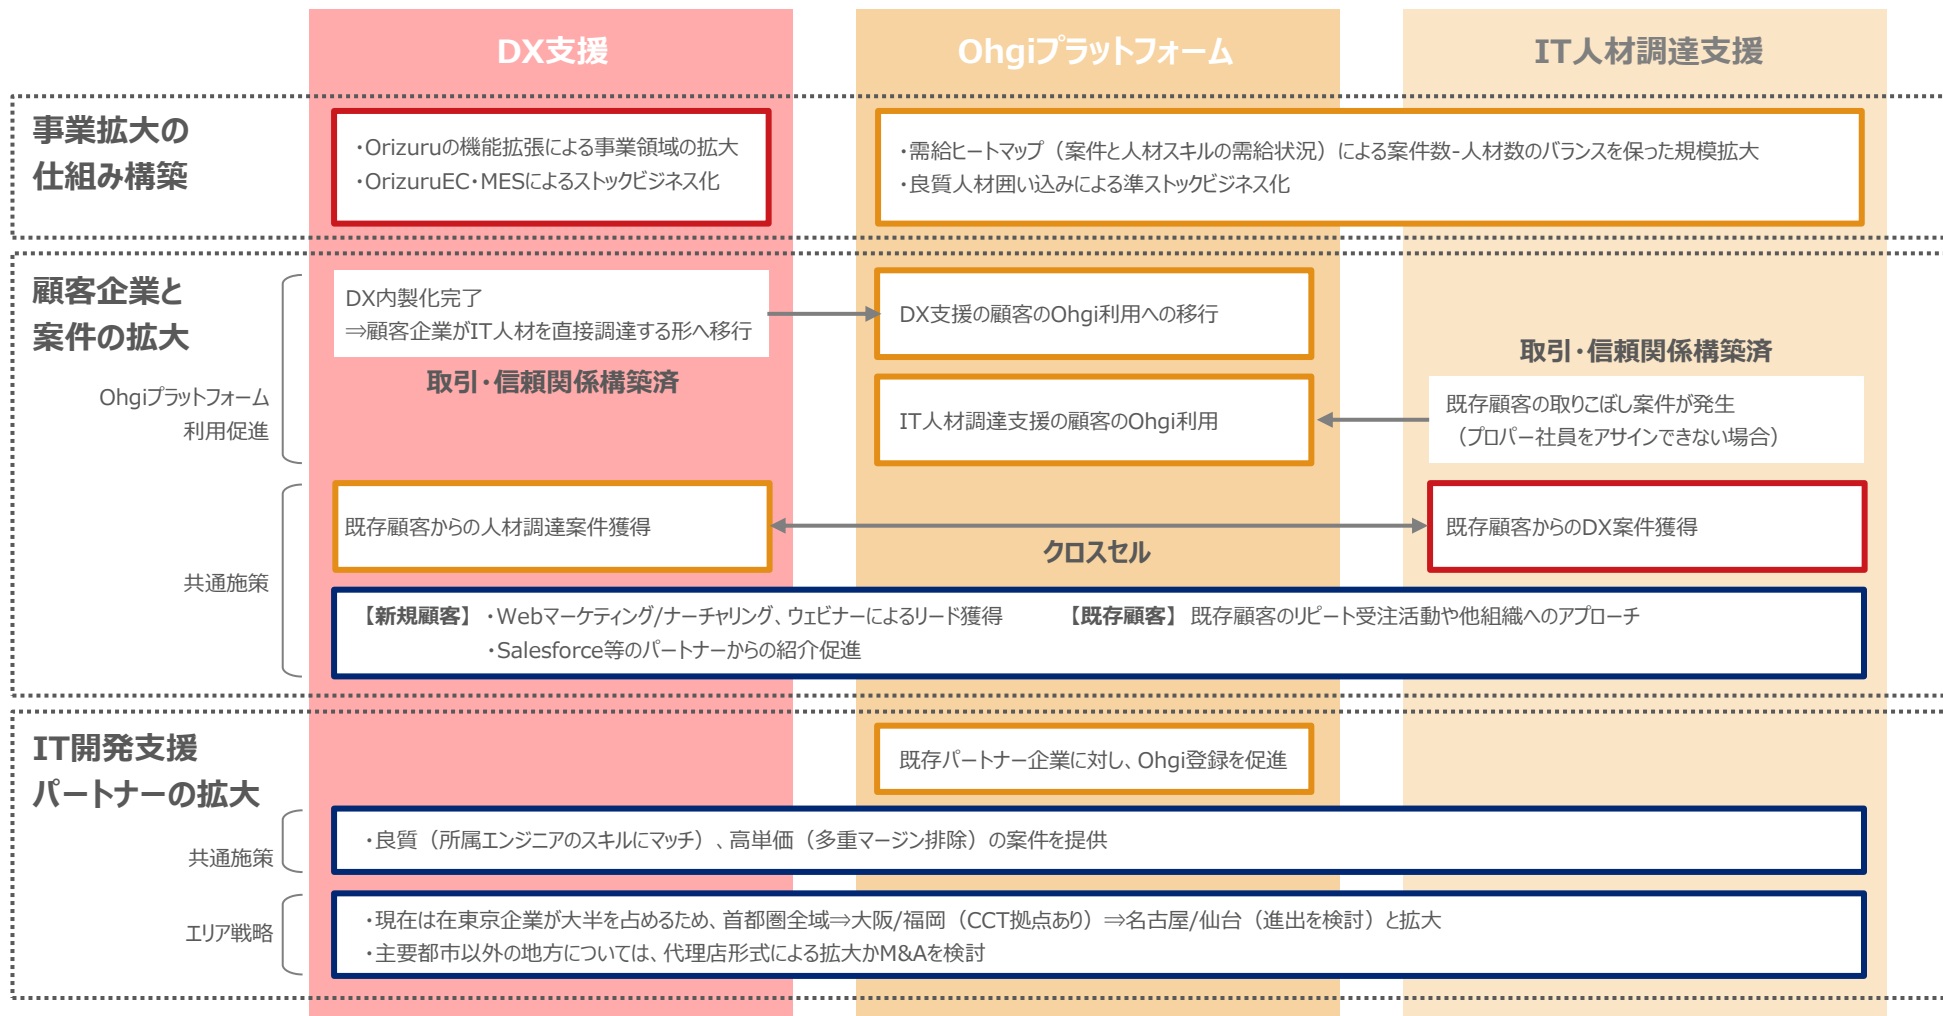 DX支援
Ohgiプラットフォーム
IT人材調達支援
事業拡大の
仕組み構築
・Orizuruの機能拡張による事業領域の拡大
・OrizuruEC・MESによるストックビジネス化
・需給ヒートマップ（案件と人材スキルの需給状況）による案件数-人材数のバランスを保った規模拡大
・良質人材囲い込みによる準ストックビジネス化
顧客企業と
案件の拡大
Ohgiプラットフォーム
利用促進
DX内製化完了
⇒顧客企業がIT人材を直接調達する形へ移行
取引・信頼関係構築済
DX支援の顧客のOhgi利用への移行
IT人材調達支援の顧客のOhgi利用
取引・信頼関係構築済
既存顧客の取りこぼし案件が発生
（プロパー社員をアサインできない場合）
共通施策
既存顧客からの人材調達案件獲得
クロスセル
既存顧客からのDX案件獲得
【新規顧客】・Webマーケティング/ナーチャリング、ウェビナーによるリード獲得
・Salesforce等のパートナーからの紹介促進
【既存顧客】既存顧客のリピート受注活動や他組織へのアプローチ
IT開発支援
パートナーの拡大
既存パートナー企業に対し、Ohgi登録を促進
共通施策
・良質（所属エンジニアのスキルにマッチ）、高単価（多重マージン排除）の案件を提供
エリア戦略
・現在は在東京企業が大半を占めるため、首都圏全域⇒大阪/福岡（CCT拠点あり）⇒名古屋/仙台（進出を検討）と拡大
・主要都市以外の地方については、代理店形式による拡大かM&Aを検討